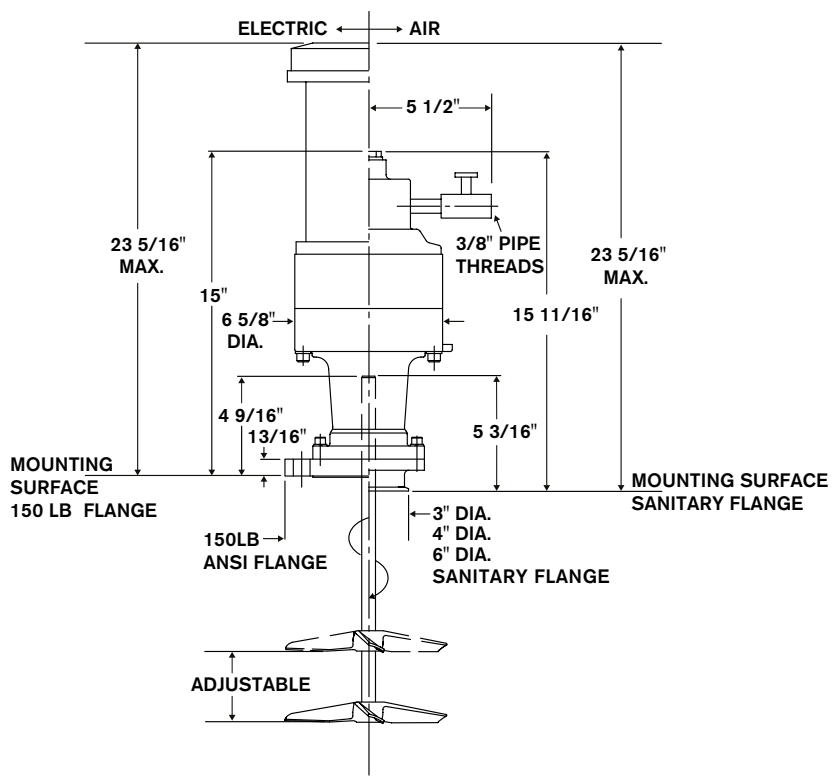 ELECTRIC AIR
5 1/2"
23 5/16"
MAX.
15"
3/8" PIPE
THREADS
23 5/16"
MAX.
6 5/8"
DIA.
15 11/16"
4 9/16"
13/16"
5 3/16"
MOUNTING
SURFACE
150 LB FLANGE
MOUNTING SURFACE
SANITARY FLANGE
150LB
ANSI FLANGE
3" DIA.
4" DIA.
6" DIA.
SANITARY FLANGE
ADJUSTABLE